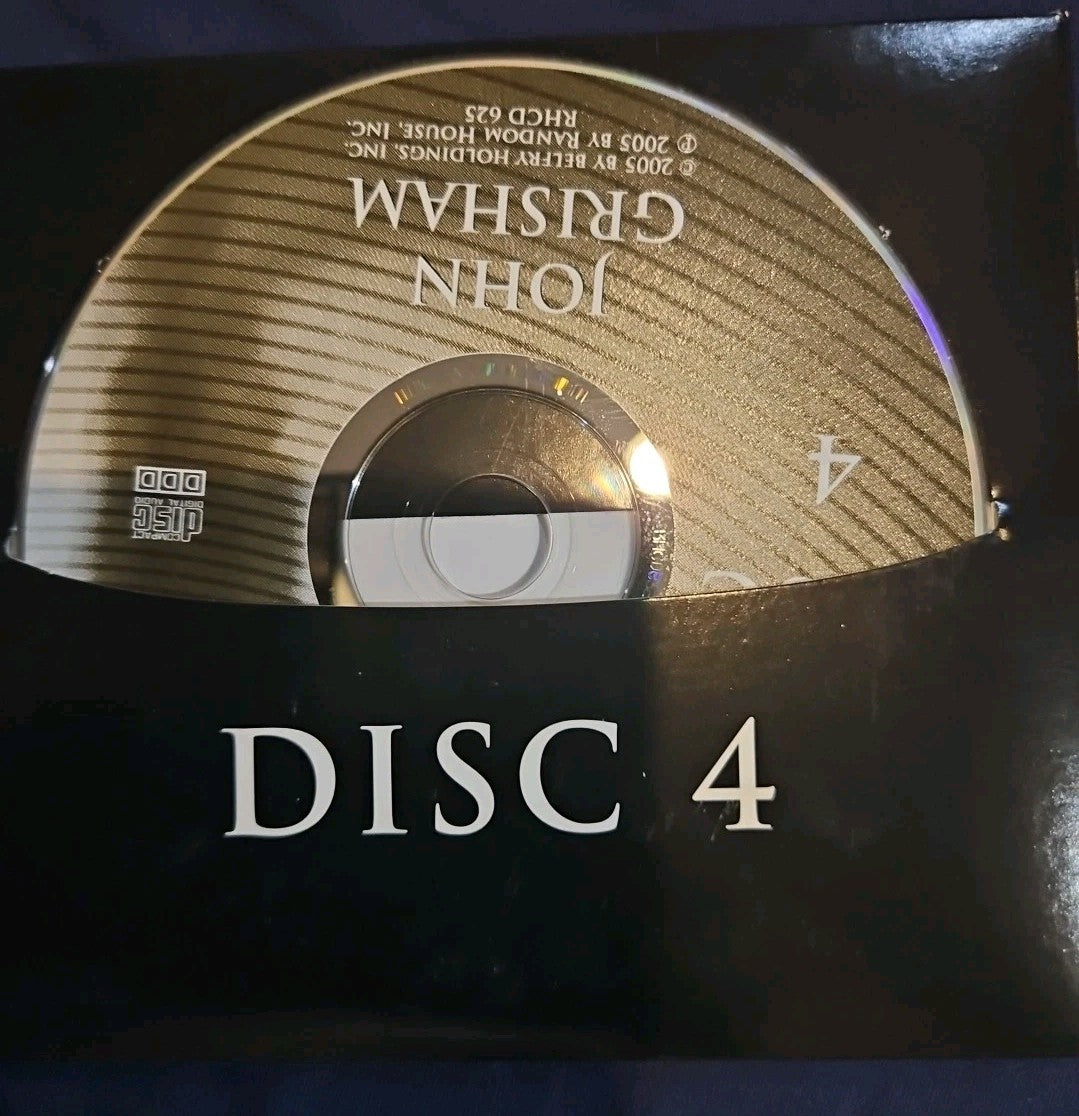 JOHN
GRISHAM
© 2005 BY BELFRY HOLDINGS, INC.
℗ 2005 BY RANDOM HOUSE, INC.
RHCD 625
4
COMPACT
disc
DIGITAL AUDIO
DDD
DISC 4